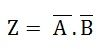 Z = A̅ . B̅